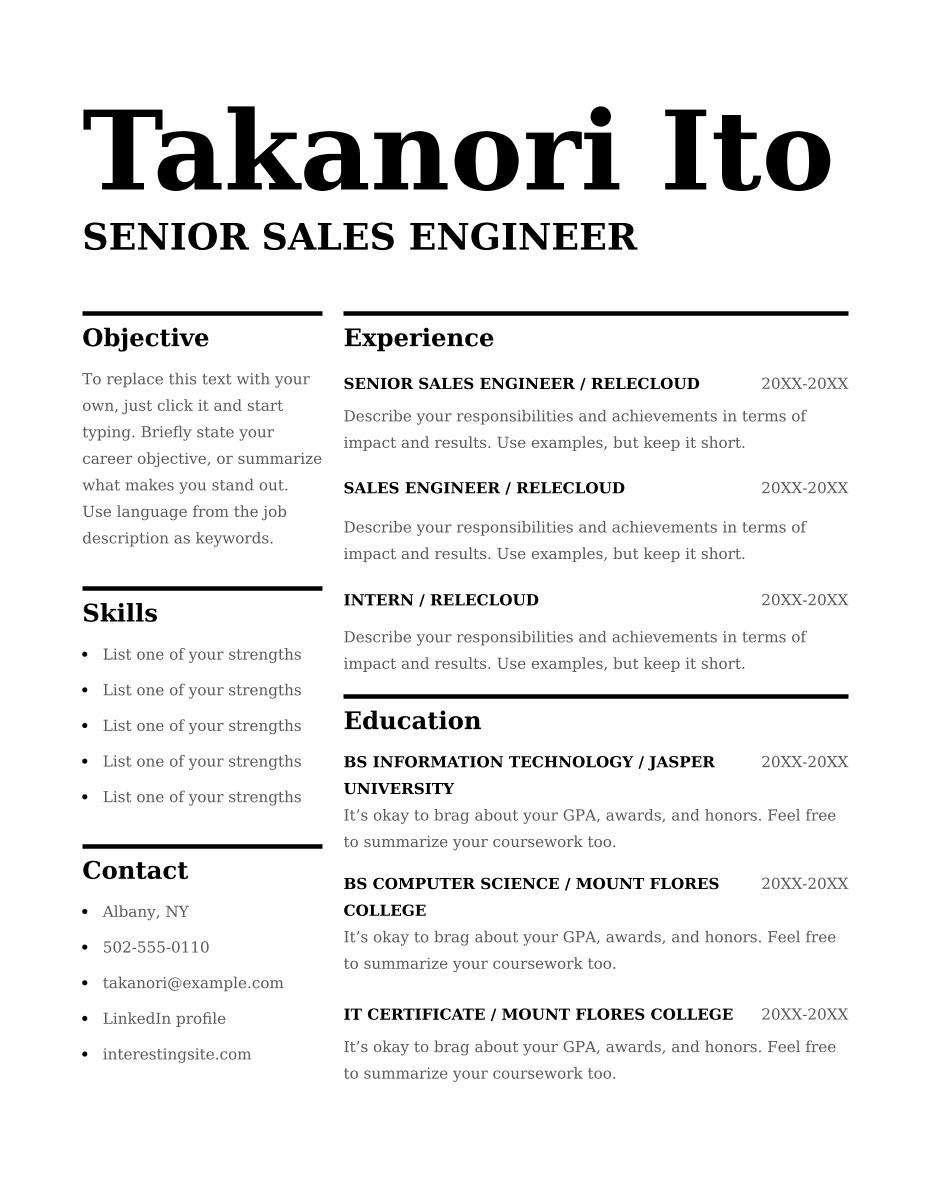 Takanori Ito
SENIOR SALES ENGINEER
Objective
To replace this text with your
own, just click it and start
typing. Briefly state your
career objective, or summarize
what makes you stand out.
Use language from the job
description as keywords.
Skills
• List one of your strengths
• List one of your strengths
• List one of your strengths
• List one of your strengths
• List one of your strengths
Contact
• Albany, NY
• 502-555-0110
• takanori@example.com
• LinkedIn profile
• interestingsite.com
Experience
SENIOR SALES ENGINEER / RELECLOUD 20XX-20XX
Describe your responsibilities and achievements in terms of
impact and results. Use examples, but keep it short.
SALES ENGINEER / RELECLOUD 20XX-20XX
Describe your responsibilities and achievements in terms of
impact and results. Use examples, but keep it short.
INTERN / RELECLOUD 20XX-20XX
Describe your responsibilities and achievements in terms of
impact and results. Use examples, but keep it short.
Education
BS INFORMATION TECHNOLOGY / JASPER 20XX-20XX
UNIVERSITY
It’s okay to brag about your GPA, awards, and honors. Feel free
to summarize your coursework too.
BS COMPUTER SCIENCE / MOUNT FLORES 20XX-20XX
COLLEGE
It’s okay to brag about your GPA, awards, and honors. Feel free
to summarize your coursework too.
IT CERTIFICATE / MOUNT FLORES COLLEGE 20XX-20XX
It’s okay to brag about your GPA, awards, and honors. Feel free
to summarize your coursework too.